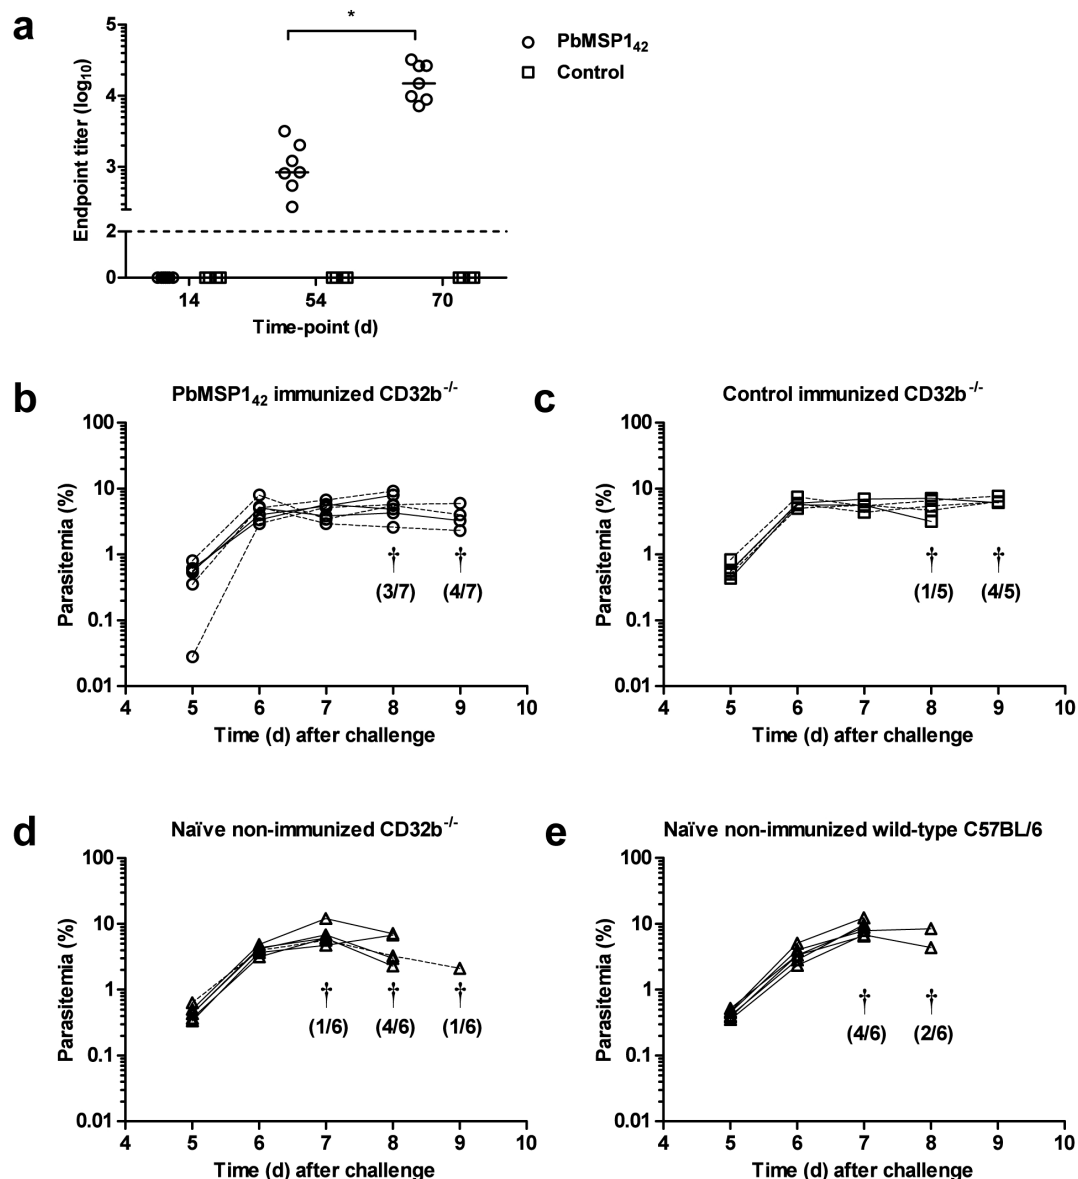 a
5
4
3
2
0
Endpoint titer (log10)
*
PbMSP142
Control
14 54 70
Time-point (d)
b
PbMSP142 immunized CD32b-/-
100
10
1
0.1
0.01
Parasitemia (%)
† †
(3/7) (4/7)
4 5 6 7 8 9 10
Time (d) after challenge
c
Control immunized CD32b-/-
100
10
1
0.1
0.01
Parasitemia (%)
† †
(1/5) (4/5)
4 5 6 7 8 9 10
Time (d) after challenge
d
Naïve non-immunized CD32b-/-
100
10
1
0.1
0.01
Parasitemia (%)
† † †
(1/6) (4/6) (1/6)
4 5 6 7 8 9 10
Time (d) after challenge
e
Naïve non-immunized wild-type C57BL/6
100
10
1
0.1
0.01
Parasitemia (%)
† †
(4/6) (2/6)
4 5 6 7 8 9 10
Time (d) after challenge